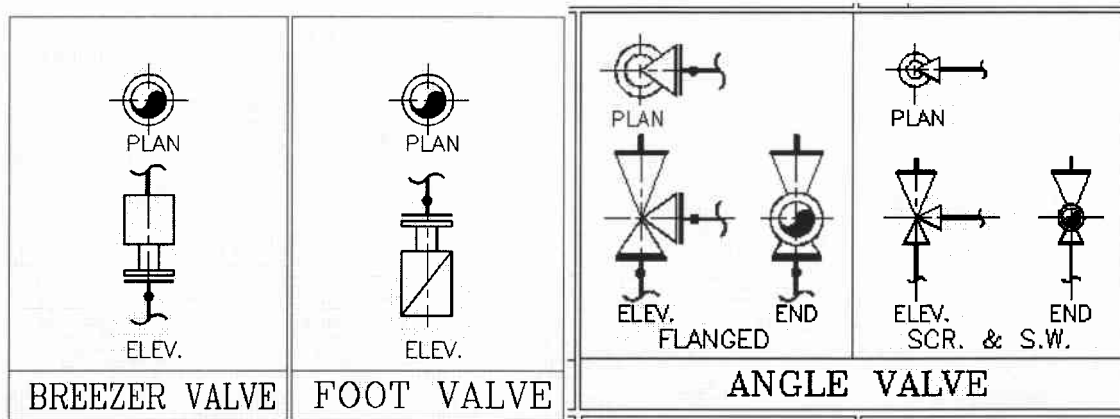 PLAN
ELEV.
BREEZER VALVE
PLAN
ELEV.
FOOT VALVE
PLAN
ELEV. END
FLANGED
PLAN
ELEV. END
SCR. & S.W.
ANGLE VALVE